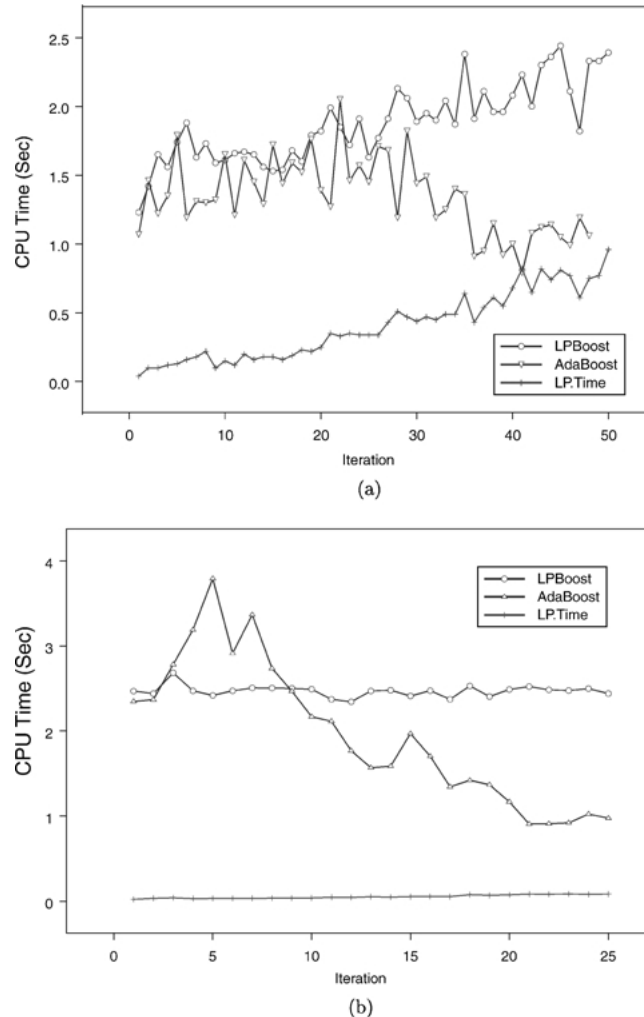 2.5
2.0
1.5
1.0
0.5
0.0
CPU Time (Sec)
LPBoost
AdaBoost
LP.Time
0 10 20 30 40 50
Iteration
(a)
4
3
2
1
0
CPU Time (Sec)
LPBoost
AdaBoost
LP.Time
0 5 10 15 20 25
Iteration
(b)